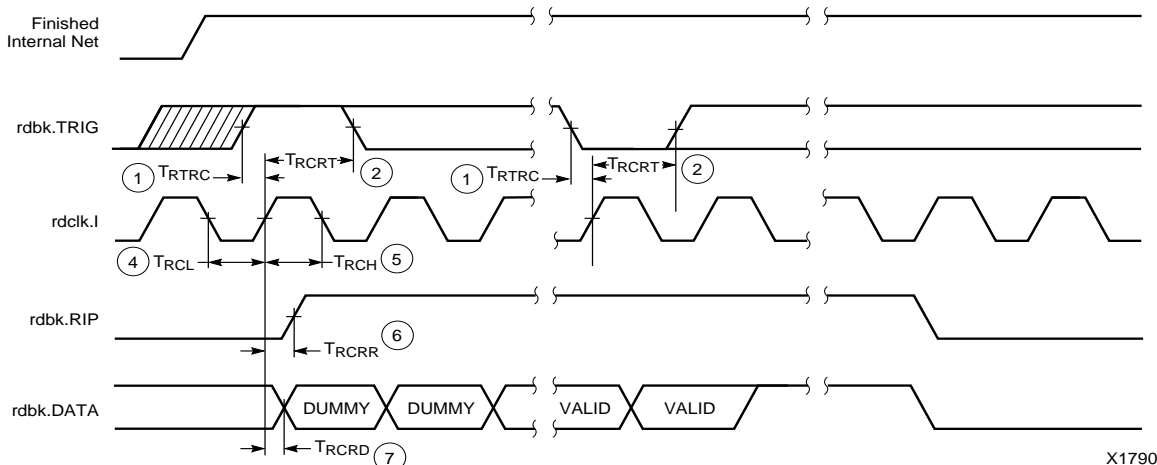 Finished
Internal Net
rdbk.TRIG
TRCRT
2
1
TRTRC
TRCRT
2
1
TRTRC
rdclk.I
4
TRCL
TRCH
5
rdbk.RIP
TRCRR
6
rdbk.DATA
DUMMY
DUMMY
VALID
VALID
TRCRD
7
X1790